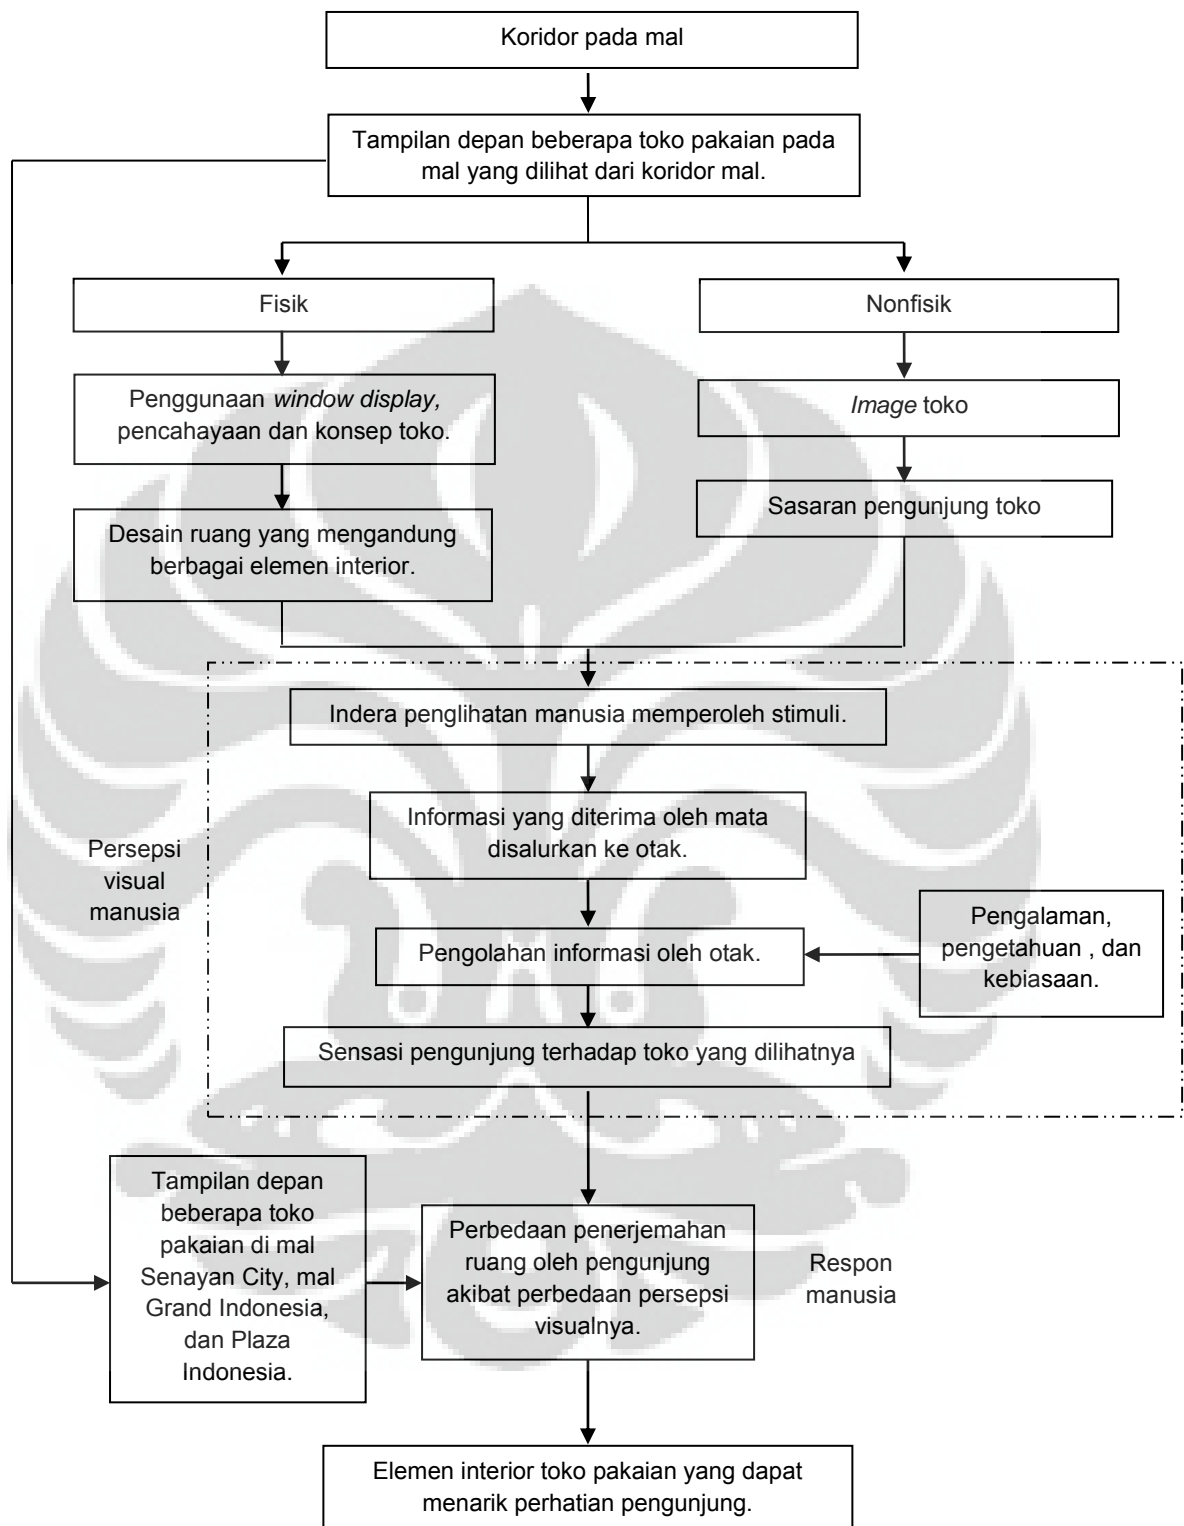 Koridor pada mal
Tampilan depan beberapa toko pakaian pada
mal yang dilihat dari koridor mal.
Fisik
Nonfisik
Penggunaan window display,
pencahayaan dan konsep toko.
Image toko
Desain ruang yang mengandung
berbagai elemen interior.
Sasaran pengunjung toko
Indera penglihatan manusia memperoleh stimuli.
Informasi yang diterima oleh mata
disalurkan ke otak.
Persepsi
visual
manusia
Pengolahan informasi oleh otak.
Pengalaman,
pengetahuan , dan
kebiasaan.
Sensasi pengunjung terhadap toko yang dilihatnya
Tampilan depan
beberapa toko
pakaian di mal
Senayan City, mal
Grand Indonesia,
dan Plaza
Indonesia.
Perbedaan penerjemahan
ruang oleh pengunjung
akibat perbedaan persepsi
visualnya.
Respon
manusia
Elemen interior toko pakaian yang dapat
menarik perhatian pengunjung.